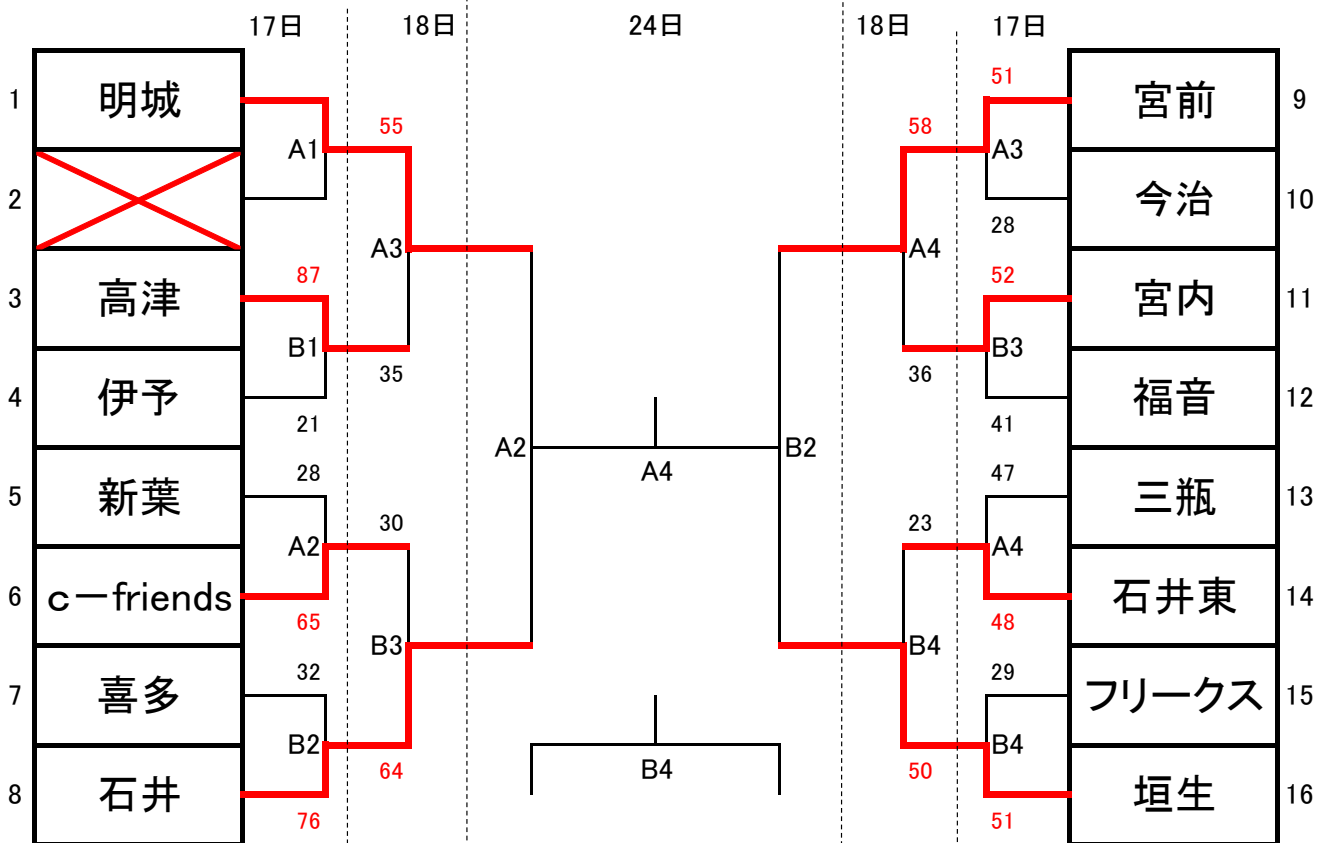 17日 18日 24日 18日 17日
51
1 明城 宮前 9
55 58
A1 A3
2 今治 10
28
A3 A4
87 52
3 高津 宮内 11
B1 B3
35 36
4 伊予 福音 12
21 41
A2 B2
A4
28 47
5 新葉 三瓶 13
30 23
A2 A4
6 c－friends 石井東 14
65 48
B3 B4
32 29
7 喜多 フリークス 15
B2 B4
64 B4 50
8 石井 垣生 16
76 51